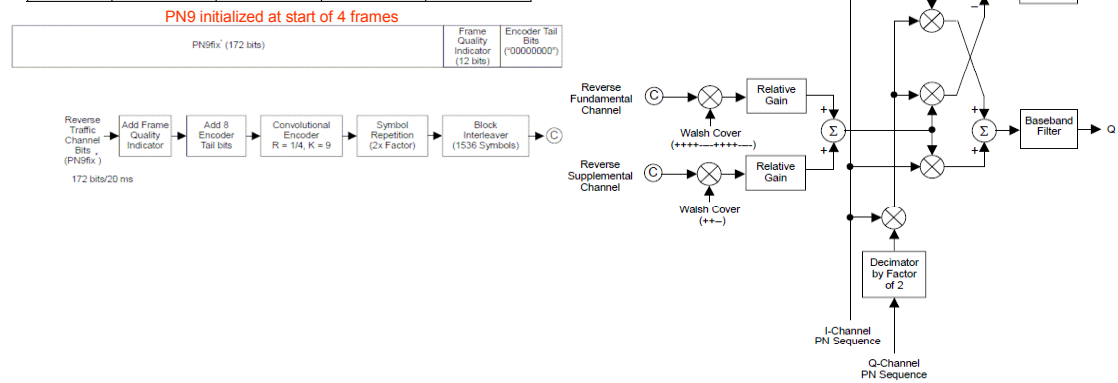 PN9 initialized at start of 4 frames
PN9fix' (172 bits)
Frame
Quality
Indicator
(12 bits)
Encoder Tail
Bits
("00000000")
Reverse
Traffic
Channel
Bits
(PN9fix )
172 bits/20 ms
Add Frame
Quality
Indicator
Add 8
Encoder
Tail bits
Convolutional
Encoder
R = 1/4, K = 9
Symbol
Repetition
(2x Factor)
Block
Interleaver
(1536 Symbols)
C
Reverse
Fundamental
Channel
C
Relative
Gain
Walsh Cover
(++++----++++----)
Reverse
Supplemental
Channel
C
Relative
Gain
Walsh Cover
(++--)
+
Σ
+
−
+
Σ
+
Baseband
Filter
Q
Decimator
by Factor
of 2
I-Channel
PN Sequence
Q-Channel
PN Sequence